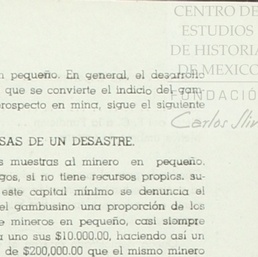 CENTRO DE
ESTUDIOS
DE HISTORIA
DE MEXICO
FUNDACIÓ
Carlos Slim
n pequeño. En general, el desarrollo
que se convierte el indicio del gam-
prospecto en mina, sigue el siguiente
SAS DE UN DESASTRE.
s muestras al minero en pequeño.
gos, si no tiene recursos propios, su-
este capital mínimo se denuncia el
el gambusino una proporción de los
e mineros en pequeño, casi siempre
a uno sus $10.000.00, haciendo así un
de $200,000.00 que el mismo minero